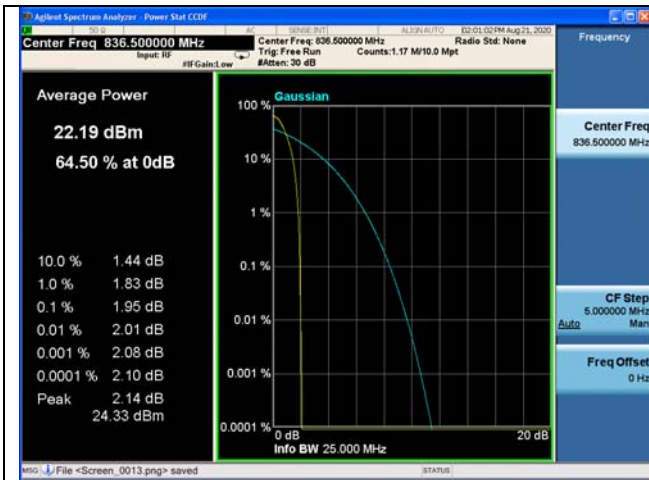 Agilent Spectrum Analyzer - Power Stat CCDF
50 Ω AC SENSE:INT ALIGN AUTO 02:01:02 PM Aug 21, 2020
Center Freq 836.500000 MHz
Input: RF
#IFGain:Low
Center Freq: 836.500000 MHz
Radio Std: None
Trig: Free Run
Counts:1.17 M/10.0 Mpt
#Atten: 30 dB
Frequency
Average Power
22.19 dBm
64.50 % at 0dB
10.0 % 1.44 dB
1.0 % 1.83 dB
0.1 % 1.95 dB
0.01 % 2.01 dB
0.001 % 2.08 dB
0.0001 % 2.10 dB
Peak 2.14 dB
24.33 dBm
Gaussian
100 %
10 %
1 %
0.1 %
0.01 %
0.001 %
0.0001 %
0 dB
20 dB
Info BW 25.000 MHz
Center Freq
836.500000 MHz
CF Step
5.000000 MHz
Auto Man
Freq Offset
0 Hz
MSG File <Screen_0013.png> saved
STATUS